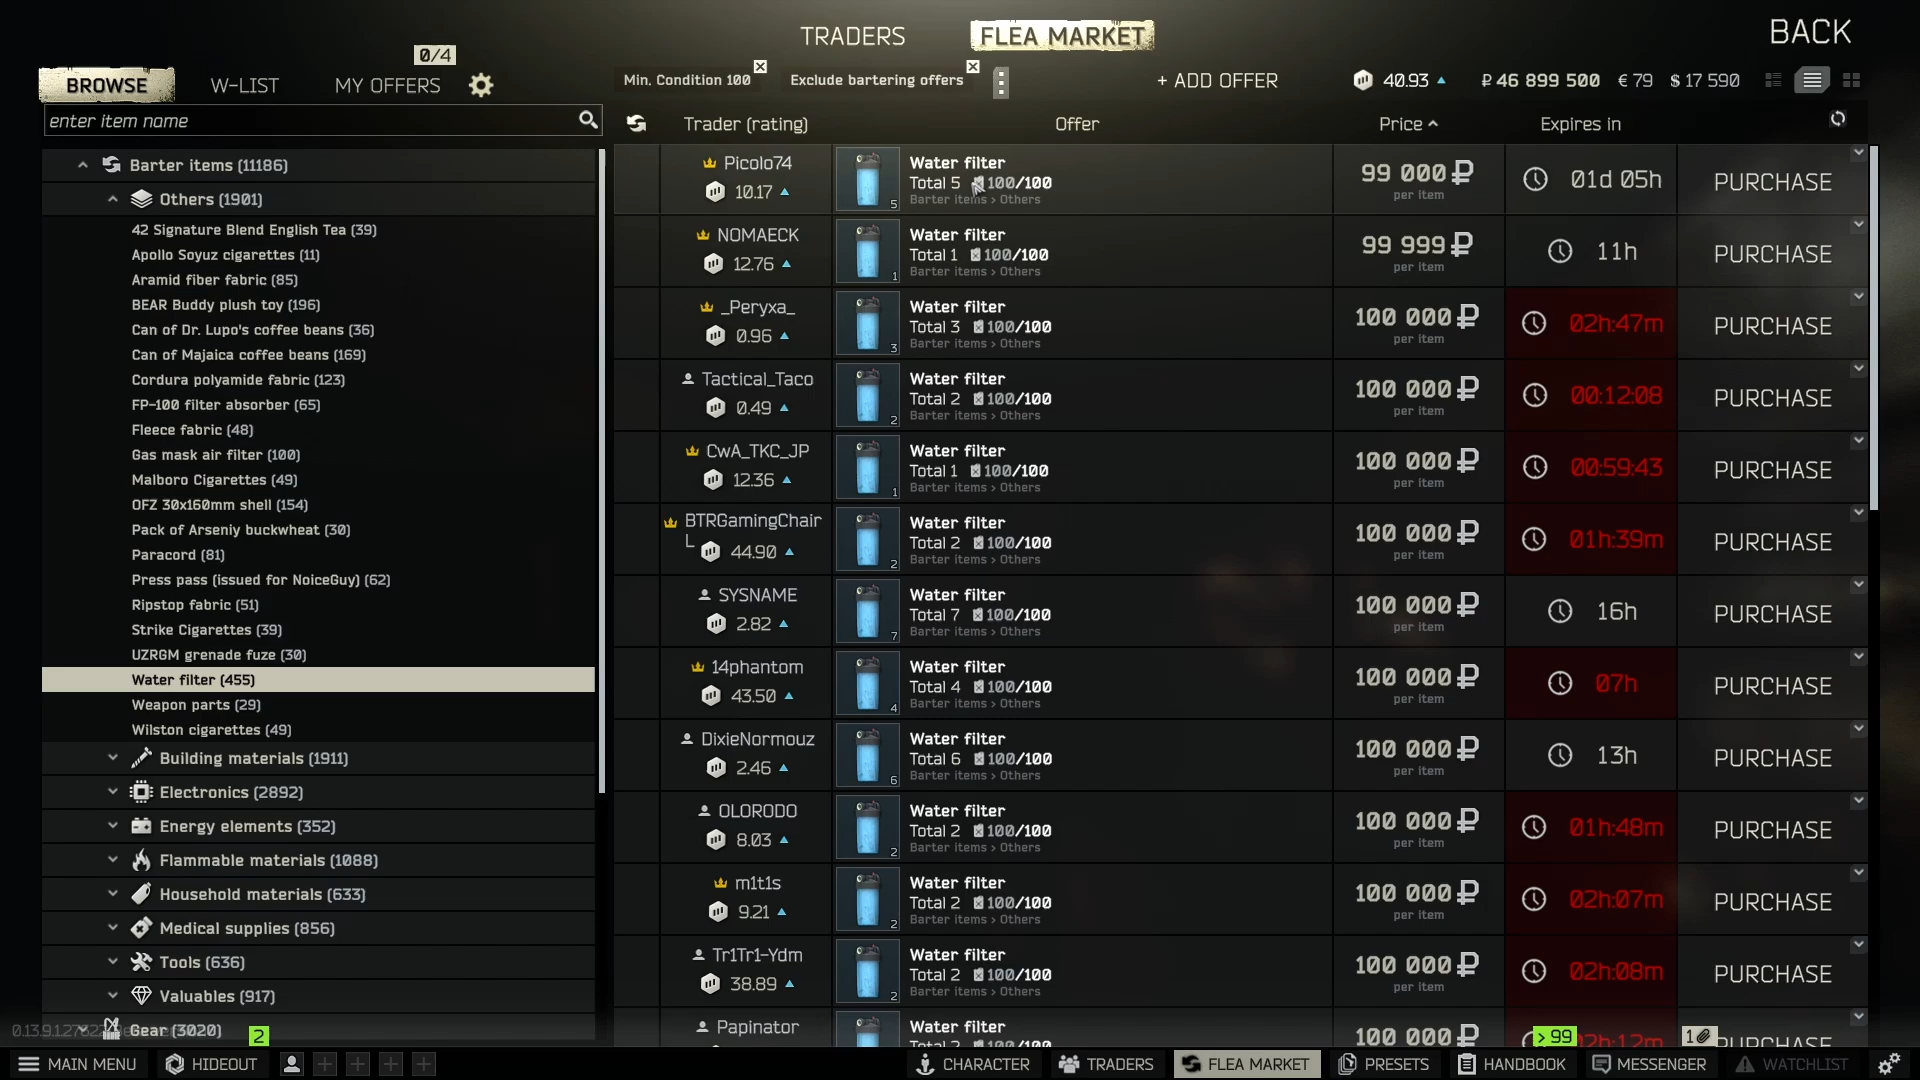 TRADERS
FLEA MARKET
BACK
0/4
BROWSE
W-LIST
MY OFFERS
Min. Condition 100
Exclude bartering offers
+ ADD OFFER
40.93
₽ 46 899 500
€ 79
$ 17 590
enter item name
Trader (rating)
Offer
Price
Expires in
Barter items (11186)
Others (1901)
42 Signature Blend English Tea (39)
Apollo Soyuz cigarettes (11)
Aramid fiber fabric (85)
BEAR Buddy plush toy (196)
Can of Dr. Lupo's coffee beans (36)
Can of Majaica coffee beans (169)
Cordura polyamide fabric (123)
FP-100 filter absorber (65)
Fleece fabric (48)
Gas mask air filter (100)
Malboro Cigarettes (49)
OFZ 30x160mm shell (154)
Pack of Arseniy buckwheat (30)
Paracord (81)
Press pass (issued for NoiceGuy) (62)
Ripstop fabric (51)
Strike Cigarettes (39)
UZRGM grenade fuze (30)
Water filter (455)
Weapon parts (29)
Wilston cigarettes (49)
Building materials (1911)
Electronics (2892)
Energy elements (352)
Flammable materials (1088)
Household materials (633)
Medical supplies (856)
Tools (636)
Valuables (917)
Gear (3020)
Picolo74
10.17
5
Water filter
Total 5 100/100
Barter items > Others
99 000 ₽
per item
01d 05h
PURCHASE
NOMAECK
12.76
1
Water filter
Total 1 100/100
Barter items > Others
99 999 ₽
per item
11h
PURCHASE
_Peryxa_
0.96
3
Water filter
Total 3 100/100
Barter items > Others
100 000 ₽
per item
02h:47m
PURCHASE
Tactical_Taco
0.49
2
Water filter
Total 2 100/100
Barter items > Others
100 000 ₽
per item
00:12:08
PURCHASE
CwA_TKC_JP
12.36
1
Water filter
Total 1 100/100
Barter items > Others
100 000 ₽
per item
00:59:43
PURCHASE
BTRGamingChair
L
44.90
2
Water filter
Total 2 100/100
Barter items > Others
100 000 ₽
per item
01h:39m
PURCHASE
SYSNAME
2.82
7
Water filter
Total 7 100/100
Barter items > Others
100 000 ₽
per item
16h
PURCHASE
14phantom
43.50
4
Water filter
Total 4 100/100
Barter items > Others
100 000 ₽
per item
07h
PURCHASE
DixieNormouz
2.46
6
Water filter
Total 6 100/100
Barter items > Others
100 000 ₽
per item
13h
PURCHASE
OLORODO
8.03
2
Water filter
Total 2 100/100
Barter items > Others
100 000 ₽
per item
01h:48m
PURCHASE
m1t1s
9.21
2
Water filter
Total 2 100/100
Barter items > Others
100 000 ₽
per item
02h:07m
PURCHASE
Tr1Tr1-Ydm
38.89
2
Water filter
Total 2 100/100
Barter items > Others
100 000 ₽
per item
02h:08m
PURCHASE
Papinator
Water filter
100 000 ₽
02h:12m
PURCHASE
2
> 99
1
MAIN MENU
HIDEOUT
CHARACTER
TRADERS
FLEA MARKET
PRESETS
HANDBOOK
MESSENGER
WATCHLIST